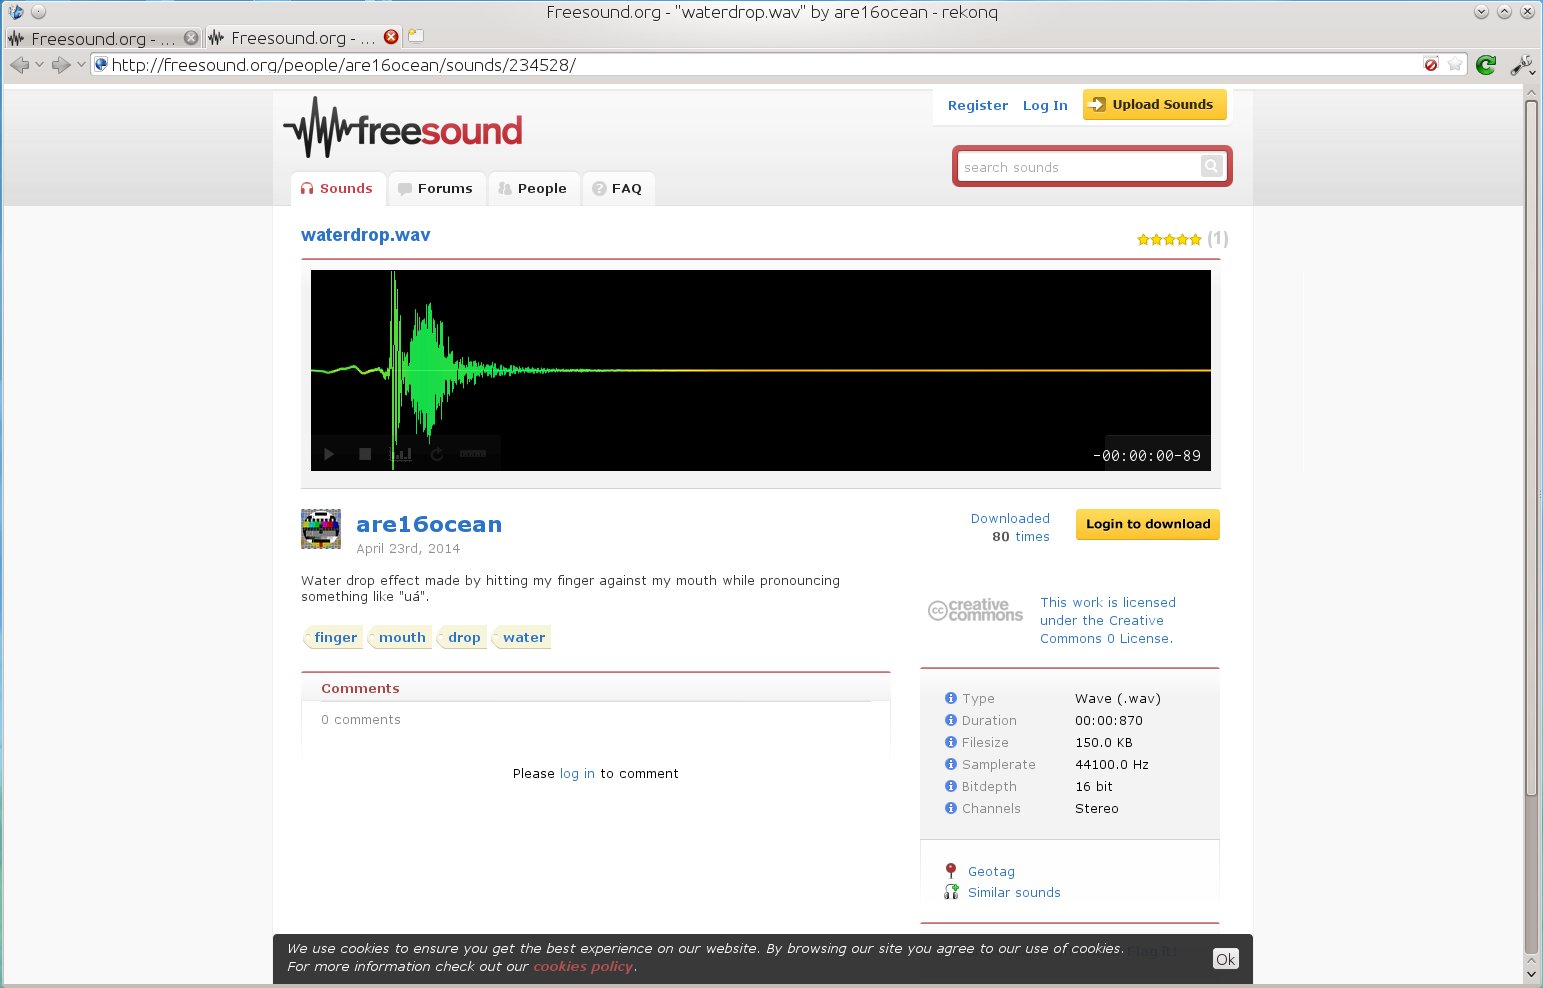 Freesound.org - "waterdrop.wav" by are16ocean - rekonq
Freesound.org - ...
Freesound.org - ...
http://freesound.org/people/are16ocean/sounds/234528/
Register Log In Upload Sounds
freesound
search sounds
Sounds Forums People FAQ
waterdrop.wav
(1)
-00:00:00-89
are16ocean
April 23rd, 2014
Downloaded
80 times
Login to download
Water drop effect made by hitting my finger against my mouth while pronouncing
something like "uá".
cc creative
commons
This work is licensed
under the Creative
Commons 0 License.
finger mouth drop water
Comments
0 comments
Please log in to comment
Type Wave (.wav)
Duration 00:00:870
Filesize 150.0 KB
Samplerate 44100.0 Hz
Bitdepth 16 bit
Channels Stereo
Geotag
Similar sounds
We use cookies to ensure you get the best experience on our website. By browsing our site you agree to our use of cookies.
For more information check out our cookies policy.
Ok